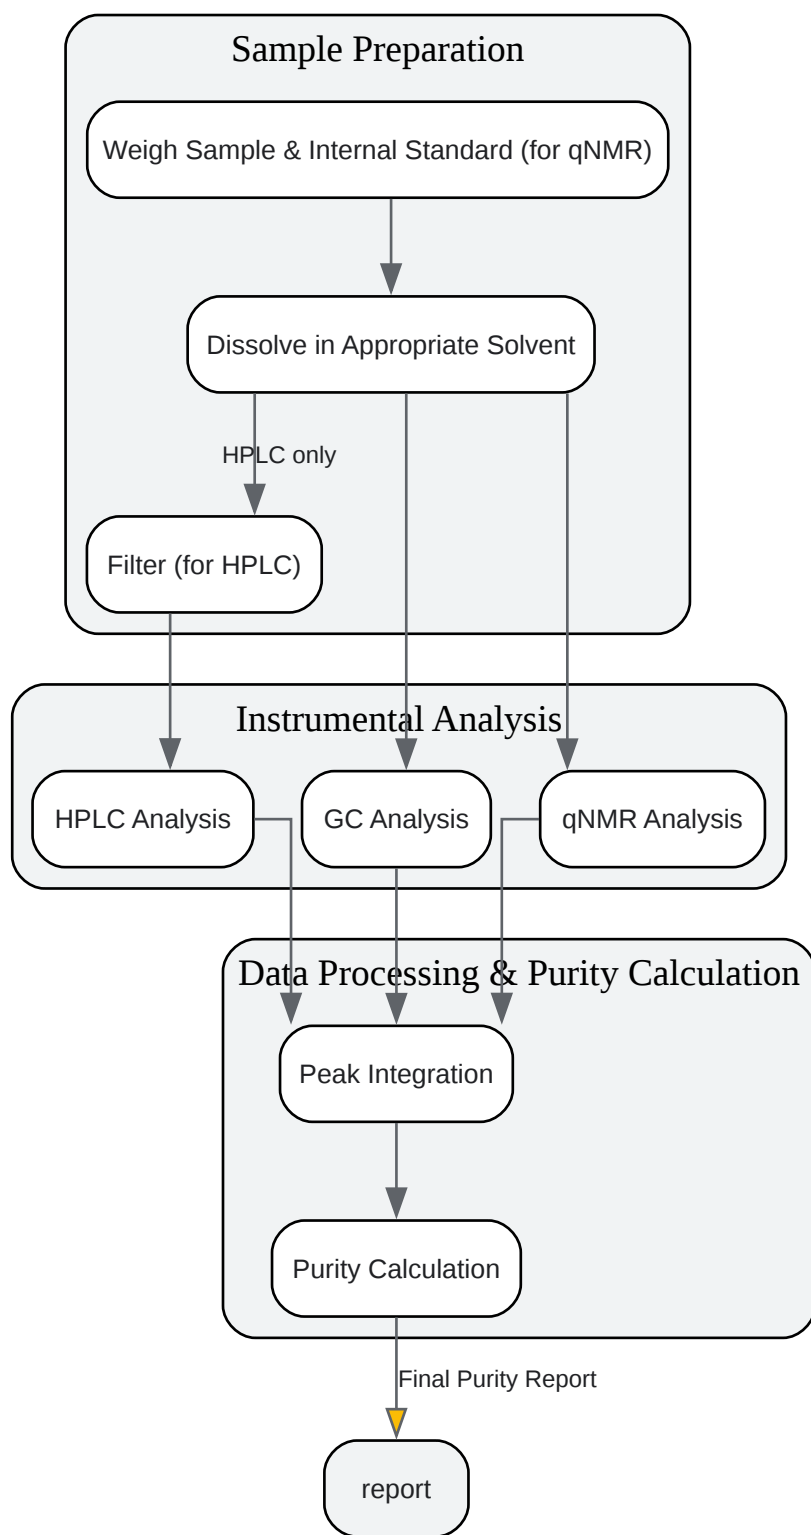 Sample Preparation
Weigh Sample & Internal Standard (for qNMR)
Dissolve in Appropriate Solvent
HPLC only
Filter (for HPLC)
Instrumental Analysis
HPLC Analysis
GC Analysis
qNMR Analysis
Data Processing & Purity Calculation
Peak Integration
Purity Calculation
Final Purity Report
report